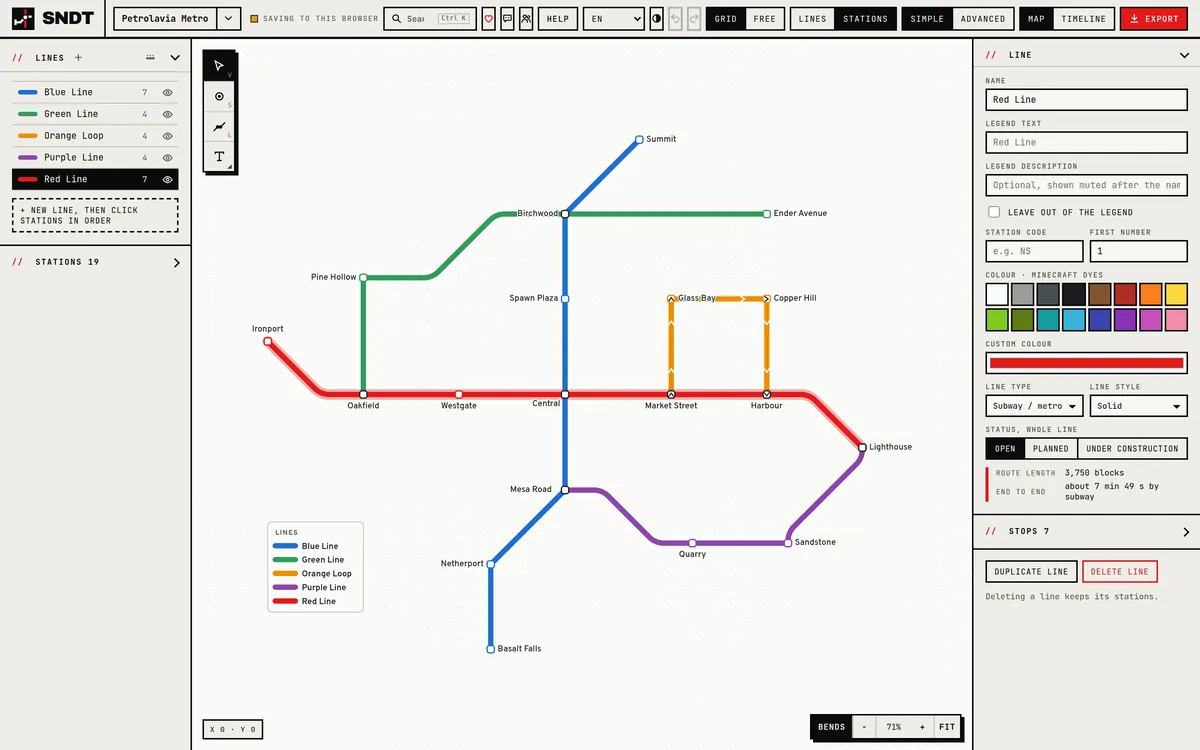 SNDT
Petrolavia Metro
SAVING TO THIS BROWSER
Sear
Ctrl K
HELP
EN
GRID
FREE
LINES
STATIONS
SIMPLE
ADVANCED
MAP
TIMELINE
EXPORT
// LINES +
Blue Line 7
Green Line 4
Orange Loop 4
Purple Line 4
Red Line 7
+ NEW LINE, THEN CLICK
STATIONS IN ORDER
// STATIONS 19
V
S
L
T
Summit
Birchwood
Ender Avenue
Pine Hollow
Spawn Plaza
Glass Bay
Copper Hill
Ironport
Oakfield
Westgate
Central
Market Street
Harbour
Lighthouse
Mesa Road
Quarry
Sandstone
Netherport
Basalt Falls
LINES
Blue Line
Green Line
Orange Loop
Purple Line
Red Line
X 0 · Y 0
BENDS
-
71%
+
FIT
// LINE
NAME
Red Line
LEGEND TEXT
Red Line
LEGEND DESCRIPTION
Optional, shown muted after the nam
LEAVE OUT OF THE LEGEND
STATION CODE
FIRST NUMBER
e.g. NS
1
COLOUR · MINECRAFT DYES
CUSTOM COLOUR
LINE TYPE
LINE STYLE
Subway / metro
Solid
STATUS, WHOLE LINE
OPEN
PLANNED
UNDER CONSTRUCTION
ROUTE LENGTH 3,750 blocks
END TO END about 7 min 49 s by
subway
// STOPS 7
DUPLICATE LINE
DELETE LINE
Deleting a line keeps its stations.